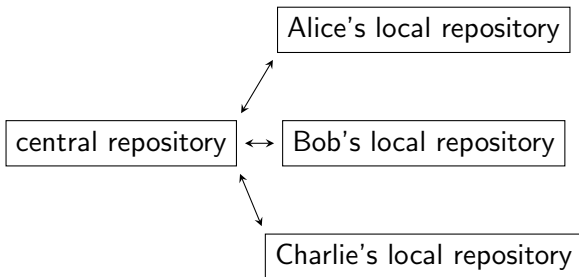 Alice's local repository
central repository
Bob's local repository
Charlie's local repository